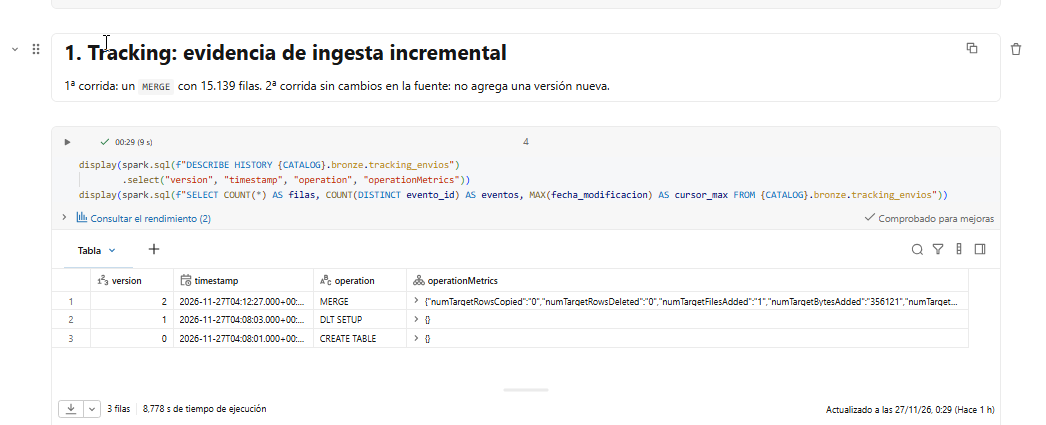 1. Tracking: evidencia de ingesta incremental
1ª corrida: un MERGE con 15.139 filas. 2ª corrida sin cambios en la fuente: no agrega una versión nueva.
00:29 (9 s)
4
display(spark.sql(f"DESCRIBE HISTORY {CATALOG}.bronze.tracking_envios")
.select("version", "timestamp", "operation", "operationMetrics"))
display(spark.sql(f"SELECT COUNT(*) AS filas, COUNT(DISTINCT evento_id) AS eventos, MAX(fecha_modificacion) AS cursor_max FROM {CATALOG}.bronze.tracking_envios"))
Consultar el rendimiento (2) Comprobado para mejoras
Tabla
version timestamp operation operationMetrics
1 2 2026-11-27T04:12:27.000+00:... MERGE {"numTargetRowsCopied":"0","numTargetRowsDeleted":"0","numTargetFilesAdded":"1","numTargetBytesAdded":"356121","numTarget...
2 1 2026-11-27T04:08:03.000+00:... DLT SETUP {}
3 0 2026-11-27T04:08:01.000+00:... CREATE TABLE {}
3 filas 8,778 s de tiempo de ejecución Actualizado a las 27/11/26, 0:29 (Hace 1 h)